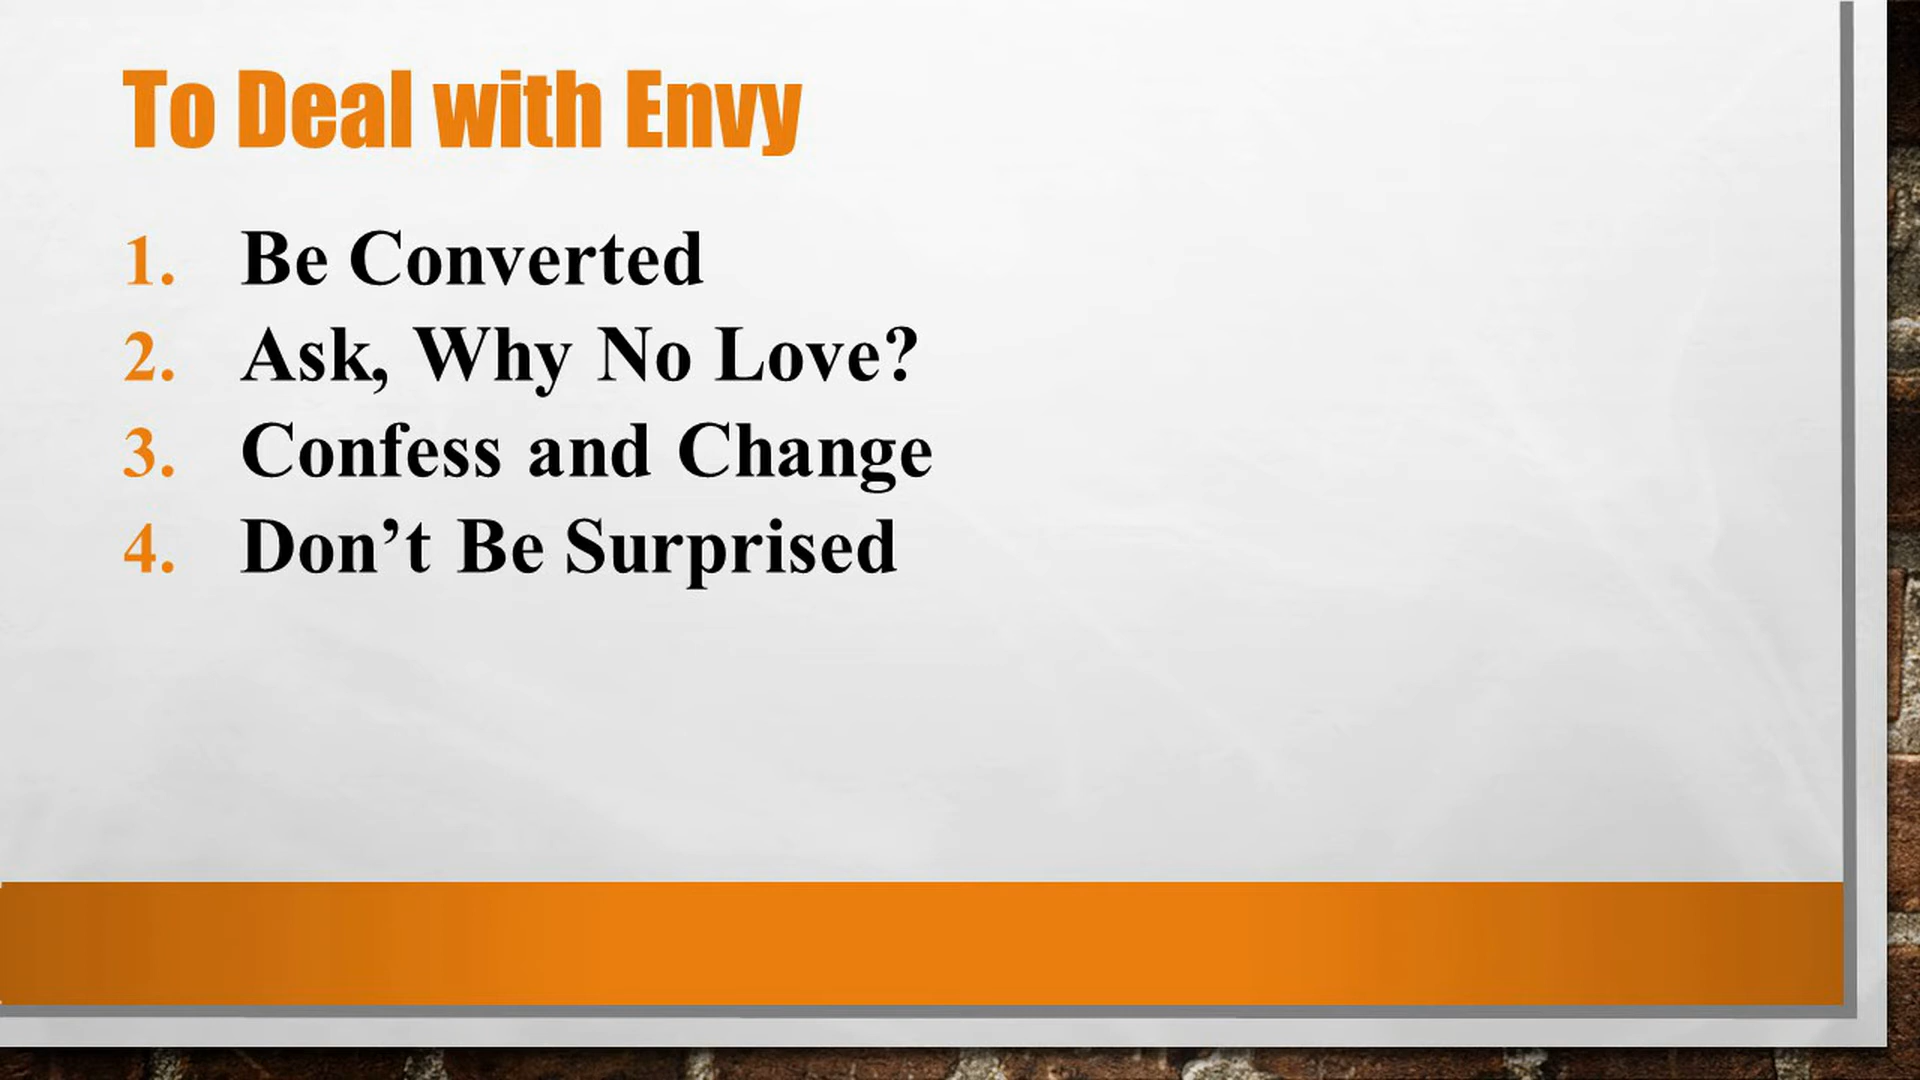 To Deal with Envy
1. Be Converted
2. Ask, Why No Love?
3. Confess and Change
4. Don’t Be Surprised